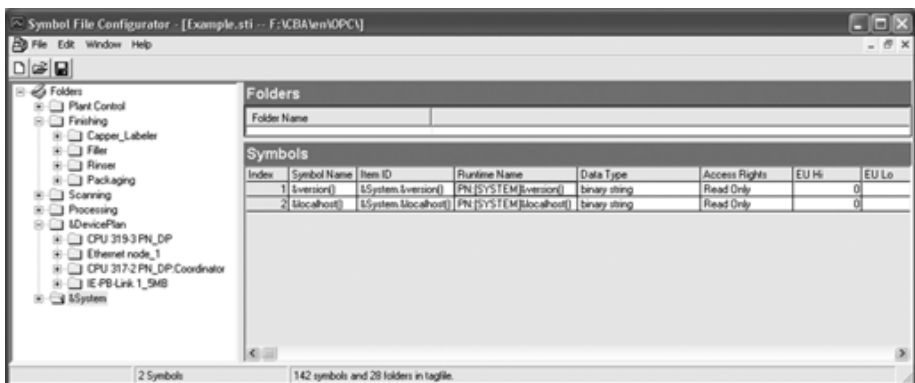 Symbol File Configurator - [Example.sti -- F:\CBA\en\OPC\]
File Edit Window Help
Folders
Plant Control
Finishing
Capper_Labeler
Filler
Rinser
Packaging
Scanning
Processing
&DevicePlan
CPU 319-3 PN_DP
Ethernet node_1
CPU 317-2 PN_DP:Coordinator
IE-PB-Link 1_5MB
&System
Folders
Folder Name
Symbols
Index Symbol Name Item ID Runtime Name Data Type Access Rights EU Hi EU Lo
1 &version() &System.&version() PN:[SYSTEM]&version() binary string Read Only 0
2 &localhost() &System.&localhost() PN:[SYSTEM]&localhost() binary string Read Only 0
2 Symbols 142 symbols and 28 folders in tagfile.